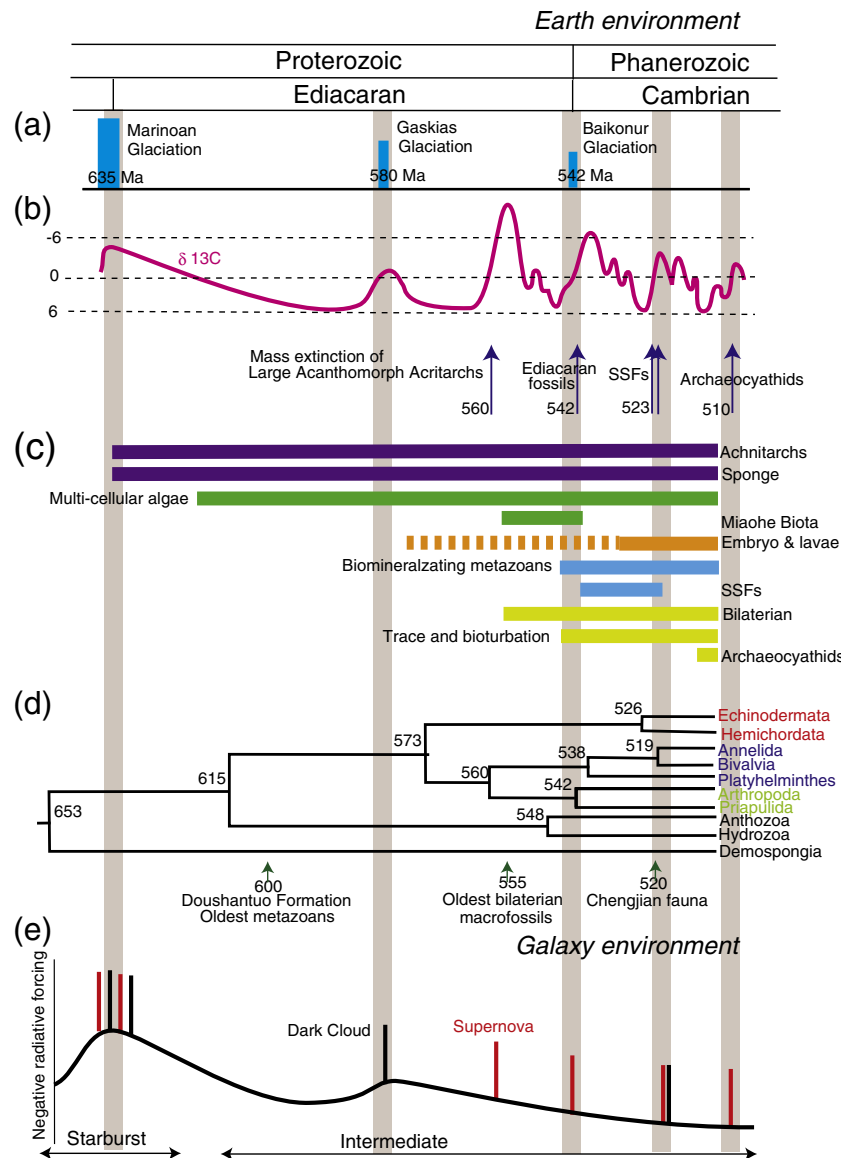 Earth environment
Proterozoic
Phanerozoic
Ediacaran
Cambrian
(a)
Marinoan
Glaciation
635 Ma
Gaskias
Glaciation
580 Ma
Baikonur
Glaciation
542 Ma
(b)
-6
0
6
δ 13C
Mass extinction of
Large Acanthomorph Acritarchs
560
Ediacaran
fossils
542
SSFs
523
Archaeocyathids
510
(c)
Achnitarchs
Sponge
Multi-cellular algae
Miaohe Biota
Embryo & lavae
Biomineralzating metazoans
SSFs
Bilaterian
Trace and bioturbation
Archaeocyathids
(d)
653
615
573
560
548
526
538
542
519
Echinodermata
Hemichordata
Annelida
Bivalvia
Platyhelminthes
Arthropoda
Priapulida
Anthozoa
Hydrozoa
Demospongia
600
Doushantuo Formation
Oldest metazoans
555
Oldest bilaterian
macrofossils
520
Chengjian fauna
(e)
Galaxy environment
Negative radiative forcing
Dark Cloud
Supernova
Starburst
Intermediate